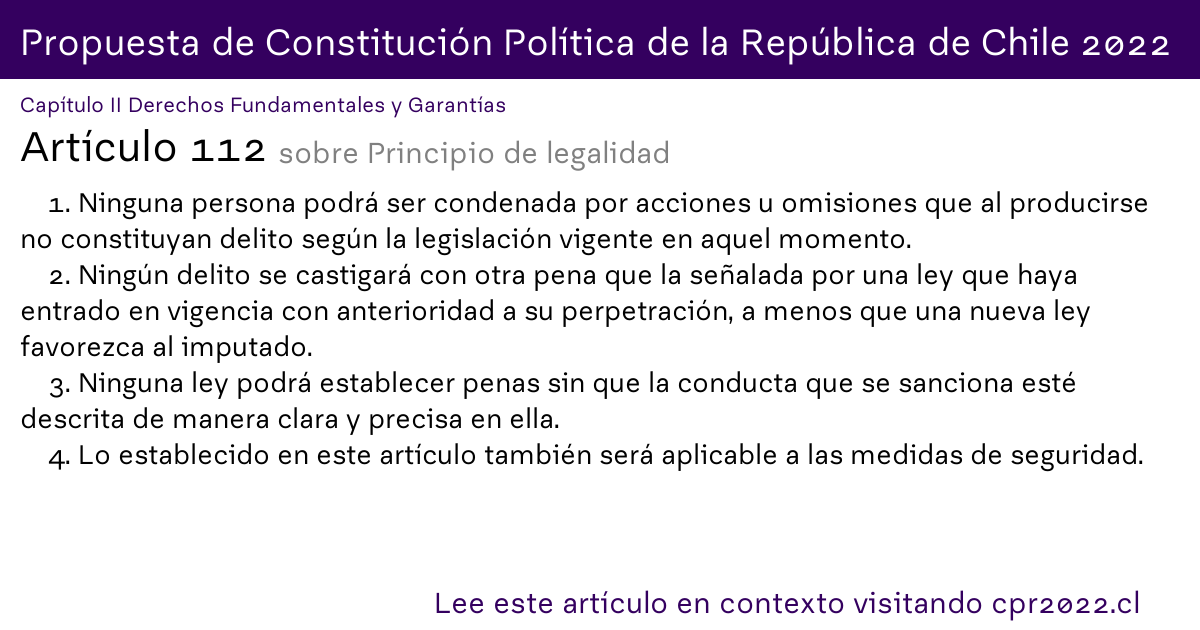 Propuesta de Constitución Política de la República de Chile 2022
Capítulo II Derechos Fundamentales y Garantías
Artículo 112 sobre Principio de legalidad
1. Ninguna persona podrá ser condenada por acciones u omisiones que al producirse
no constituyan delito según la legislación vigente en aquel momento.
2. Ningún delito se castigará con otra pena que la señalada por una ley que haya
entrado en vigencia con anterioridad a su perpetración, a menos que una nueva ley
favorezca al imputado.
3. Ninguna ley podrá establecer penas sin que la conducta que se sanciona esté
descrita de manera clara y precisa en ella.
4. Lo establecido en este artículo también será aplicable a las medidas de seguridad.
Lee este artículo en contexto visitando cpr2022.cl